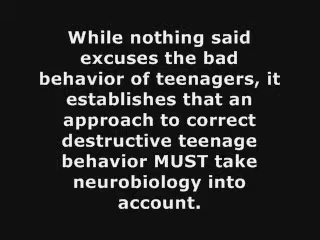 While nothing said
excuses the bad
behavior of teenagers, it
establishes that an
approach to correct
destructive teenage
behavior MUST take
neurobiology into
account.